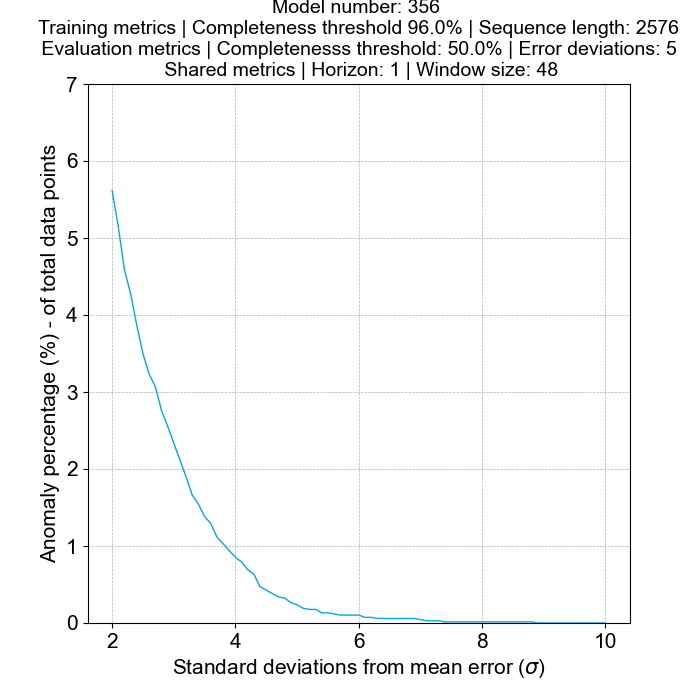 Model number: 356
Training metrics | Completeness threshold 96.0% | Sequence length: 2576
Evaluation metrics | Completenesss threshold: 50.0% | Error deviations: 5
Shared metrics | Horizon: 1 | Window size: 48
7
6
5
4
3
2
1
0
Anomaly percentage (%) - of total data points
2 4 6 8 10
Standard deviations from mean error (σ)